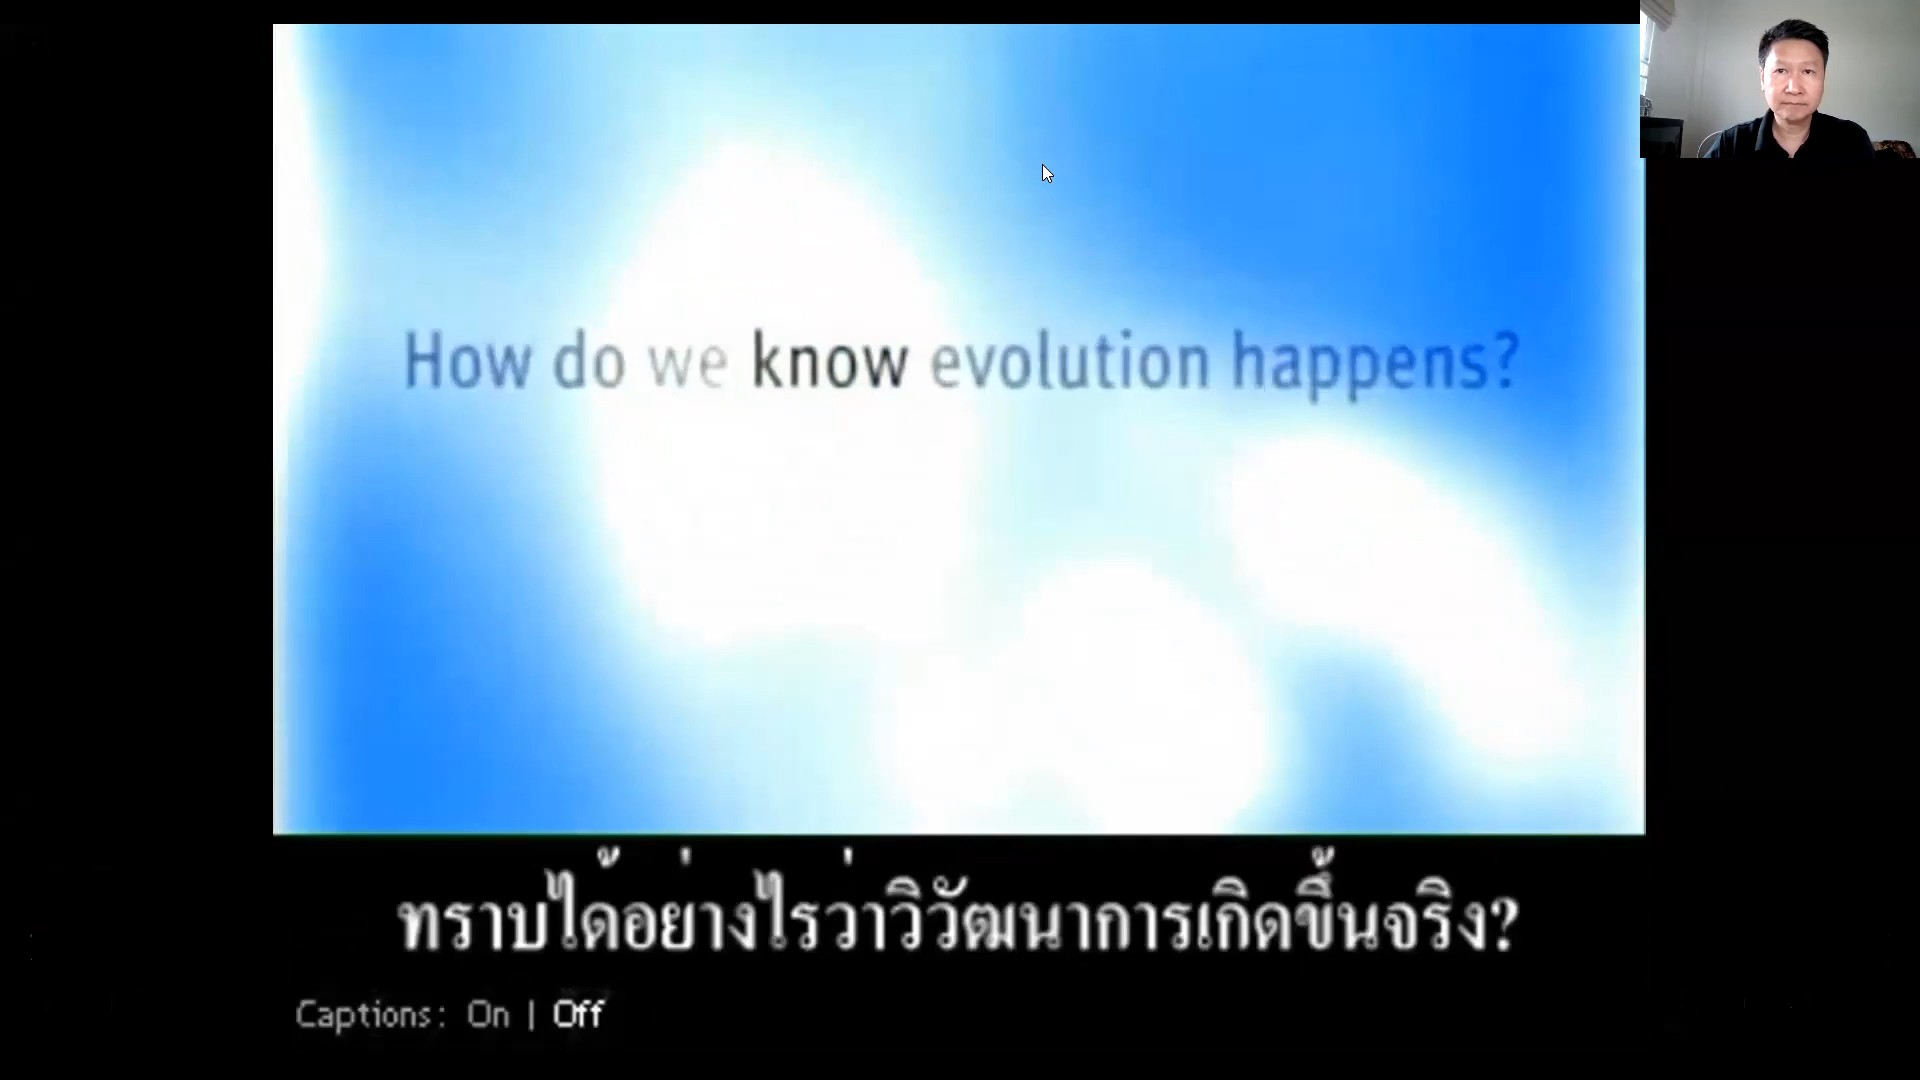 How do we know evolution happens?
ทราบได้อย่างไรว่าวิวัฒนาการเกิดขึ้นจริง?
Captions: On | Off